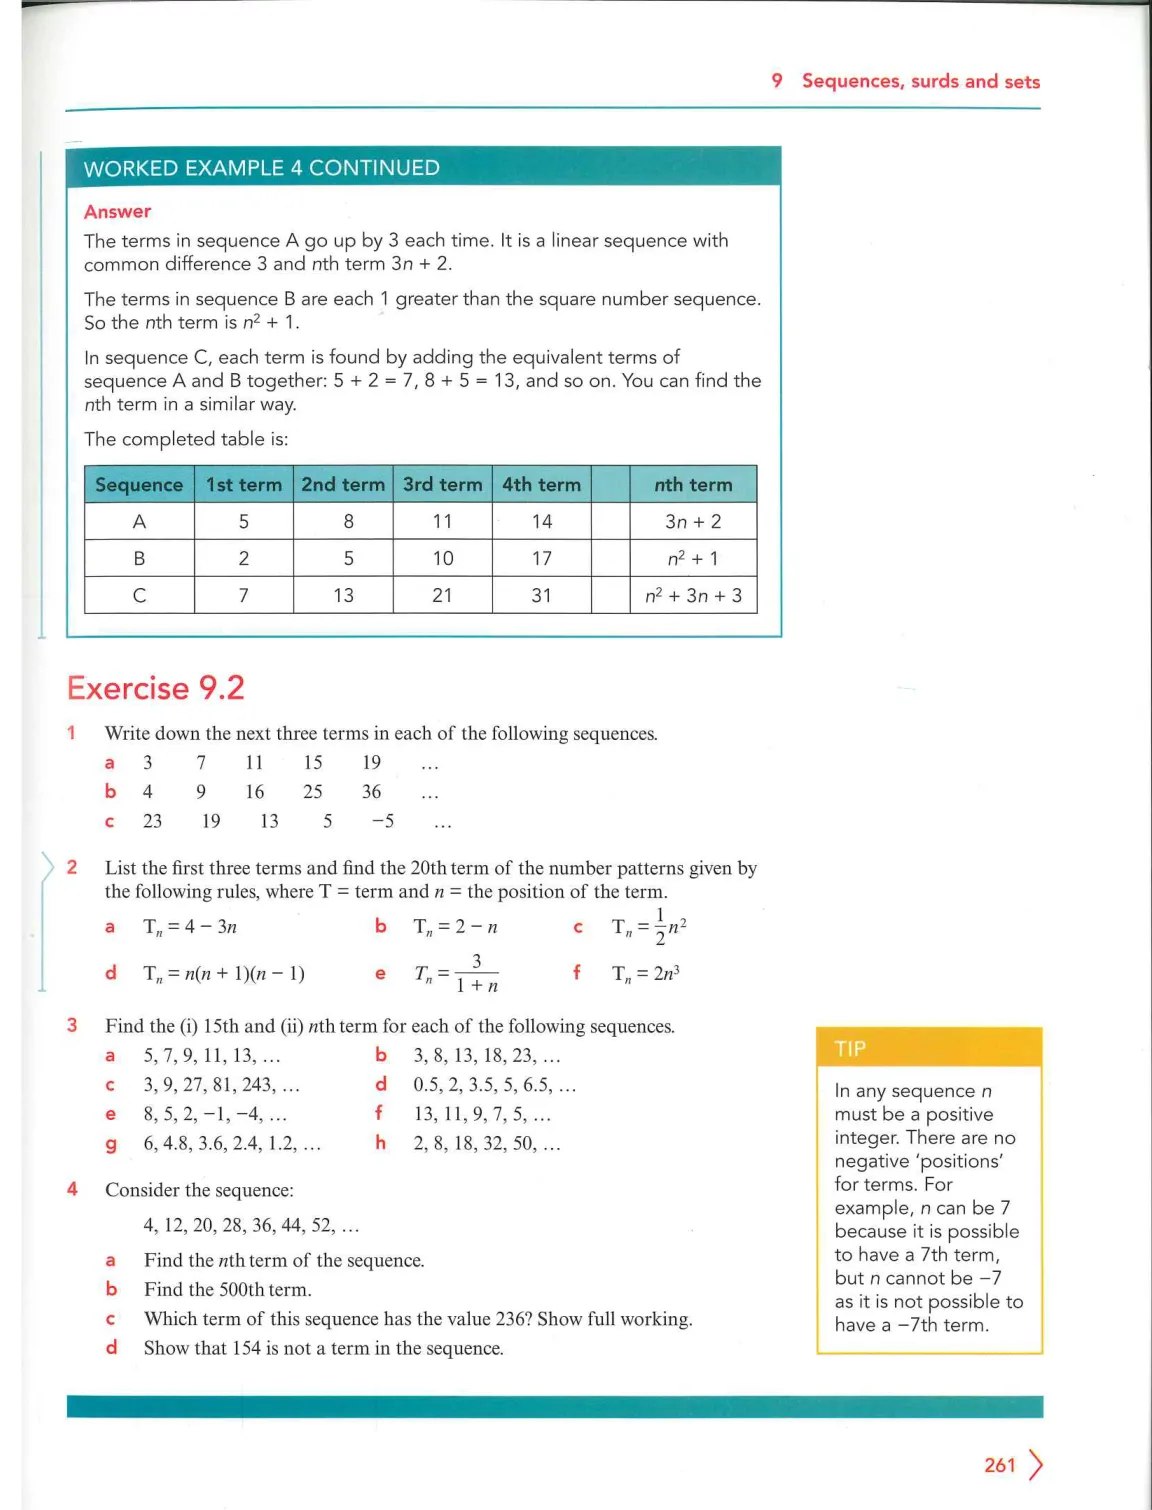 9 Sequences, surds and sets
WORKED EXAMPLE 4 CONTINUED
Answer
The terms in sequence A go up by 3 each time. It is a linear sequence with
common difference 3 and nth term 3n + 2.
The terms in sequence B are each 1 greater than the square number sequence.
So the nth term is n² + 1.
In sequence C, each term is found by adding the equivalent terms of
sequence A and B together: 5 + 2 = 7, 8 + 5 = 13, and so on. You can find the
nth term in a similar way.
The completed table is:
Sequence 1st term 2nd term 3rd term 4th term nth term
A 5 8 11 14 3n + 2
B 2 5 10 17 n² + 1
C 7 13 21 31 n² + 3n + 3
Exercise 9.2
1 Write down the next three terms in each of the following sequences.
a 3 7 11 15 19 ...
b 4 9 16 25 36 ...
c 23 19 13 5 −5 ...
2 List the first three terms and find the 20th term of the number patterns given by
the following rules, where T = term and n = the position of the term.
a Tₙ = 4 − 3n b Tₙ = 2 − n c Tₙ = ½n²
d Tₙ = n(n + 1)(n − 1) e Tₙ = 3/(1 + n) f Tₙ = 2n³
3 Find the (i) 15th and (ii) nth term for each of the following sequences.
a 5, 7, 9, 11, 13, ... b 3, 8, 13, 18, 23, ...
c 3, 9, 27, 81, 243, ... d 0.5, 2, 3.5, 5, 6.5, ...
e 8, 5, 2, −1, −4, ... f 13, 11, 9, 7, 5, ...
g 6, 4.8, 3.6, 2.4, 1.2, ... h 2, 8, 18, 32, 50, ...
4 Consider the sequence:
4, 12, 20, 28, 36, 44, 52, ...
a Find the nth term of the sequence.
b Find the 500th term.
c Which term of this sequence has the value 236? Show full working.
d Show that 154 is not a term in the sequence.
TIP
In any sequence n
must be a positive
integer. There are no
negative 'positions'
for terms. For
example, n can be 7
because it is possible
to have a 7th term,
but n cannot be −7
as it is not possible to
have a −7th term.
261